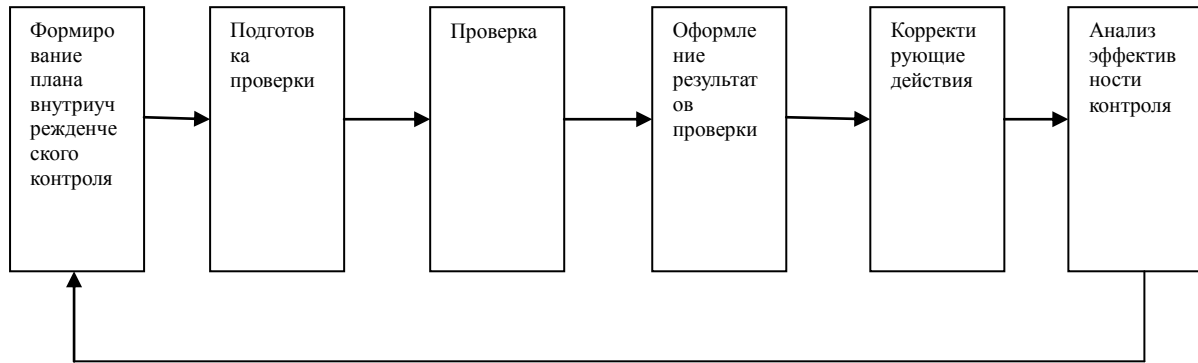 Формиро
вание
плана
внутриуч
режденче
ского
контроля
Подготов
ка
проверки
Проверка
Оформле
ние
результат
ов
проверки
Корректи
рующие
действия
Анализ
эффектив
ности
контроля